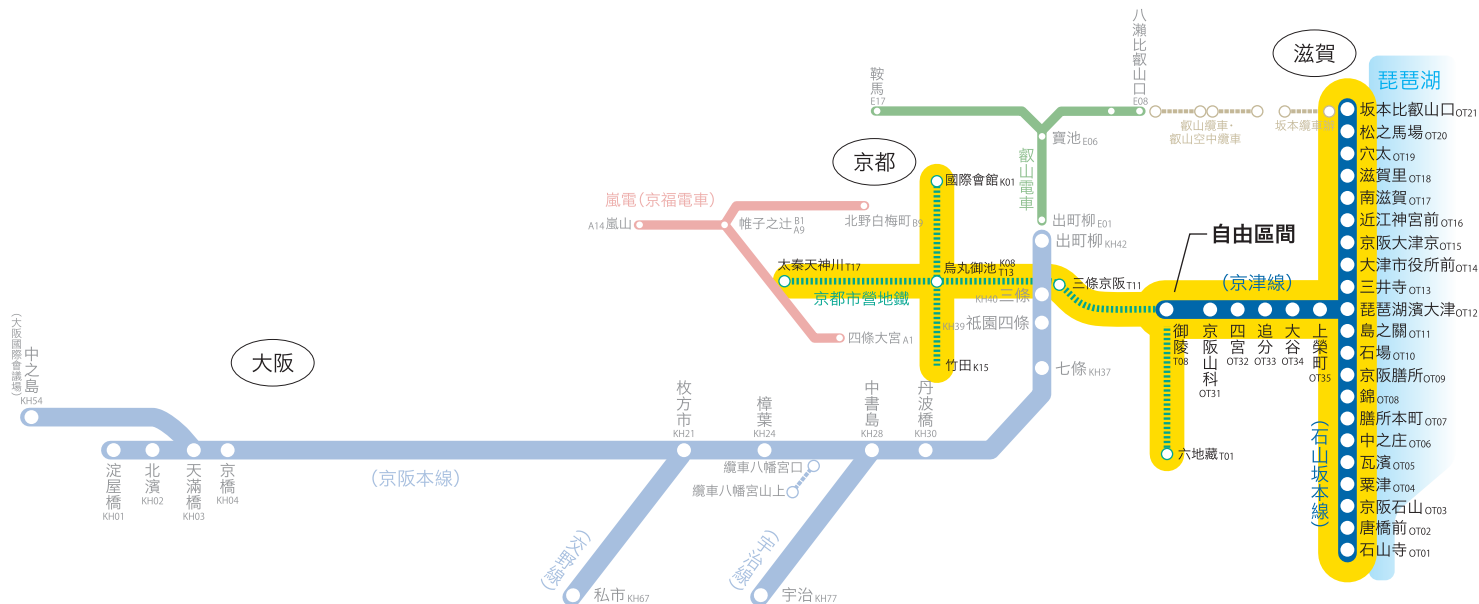 滋賀
琵琶湖
八瀨比叡山口
E08
鞍馬
E17
叡山纜車・
叡山空中纜車
寶池 E06
叡山電車
出町柳 E01
京都
國際會館 K01
嵐電(京福電車)
A14 嵐山
帷子之辻 B1
A9
北野白梅町 B9
四條大宮 A1
太秦天神川 T17
京都市營地鐵
烏丸御池 K08
T13
竹田 K15
出町柳 KH42
三條京阪 T11
KH40 三條
KH39 祇園四條
七條 KH37
自由區間
(京津線)
御陵
T08
京阪山科
OT31
四宮
OT32
追分
OT33
大谷
OT34
上榮町
OT35
六地藏 T01
坂本比叡山口 OT21
松之馬場 OT20
穴太 OT19
滋賀里 OT18
南滋賀 OT17
近江神宮前 OT16
京阪大津京 OT15
大津市役所前 OT14
三井寺 OT13
琵琶湖濱大津 OT12
島之關 OT11
石場 OT10
京阪膳所 OT09
錦 OT08
膳所本町 OT07
中之庄 OT06
瓦濱 OT05
粟津 OT04
京阪石山 OT03
唐橋前 OT02
石山寺 OT01
(石山坂本線)
大阪
(大阪國際會議場)
中之島
KH54
淀屋橋
KH01
北濱
KH02
天滿橋
KH03
京橋
KH04
(京阪本線)
枚方市
KH21
樟葉
KH24
中書島
KH28
丹波橋
KH30
纜車八幡宮口
纜車八幡宮山上
(交野線)
私市 KH67
(宇治線)
宇治 KH77